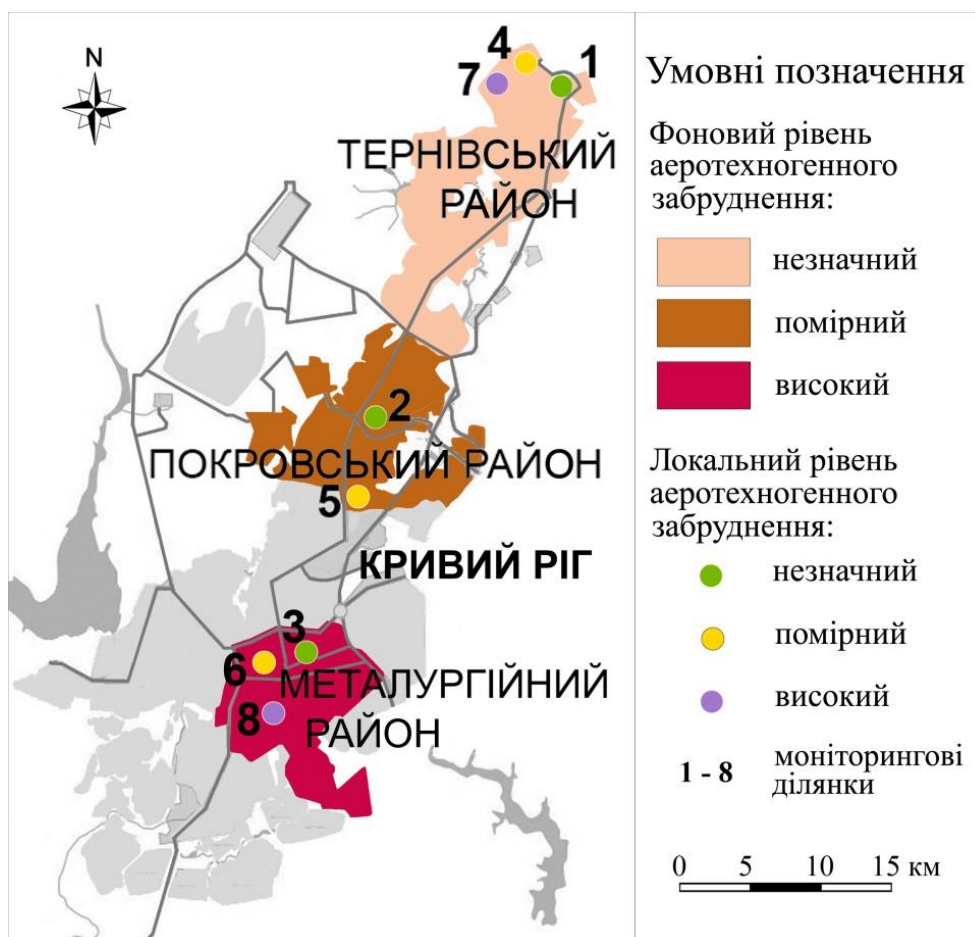 N
4
1
7
ТЕРНІВСЬКИЙ
РАЙОН
2
ПОКРОВСЬКИЙ РАЙОН
5
КРИВИЙ РІГ
3
6
МЕТАЛУРГІЙНИЙ
8
РАЙОН
Умовні позначення
Фоновий рівень
аеротехногенного
забруднення:
незначний
помірний
високий
Локальний рівень
аеротехногенного
забруднення:
незначний
помірний
високий
1 - 8 моніторингові
ділянки
0 5 10 15 км